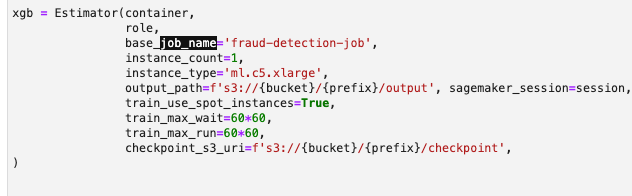 xgb = Estimator(container,
role,
base_job_name='fraud-detection-job',
instance_count=1,
instance_type='ml.c5.xlarge',
output_path=f's3://{bucket}/{prefix}/output', sagemaker_session=session,
train_use_spot_instances=True,
train_max_wait=60*60,
train_max_run=60*60,
checkpoint_s3_uri=f's3://{bucket}/{prefix}/checkpoint',
)